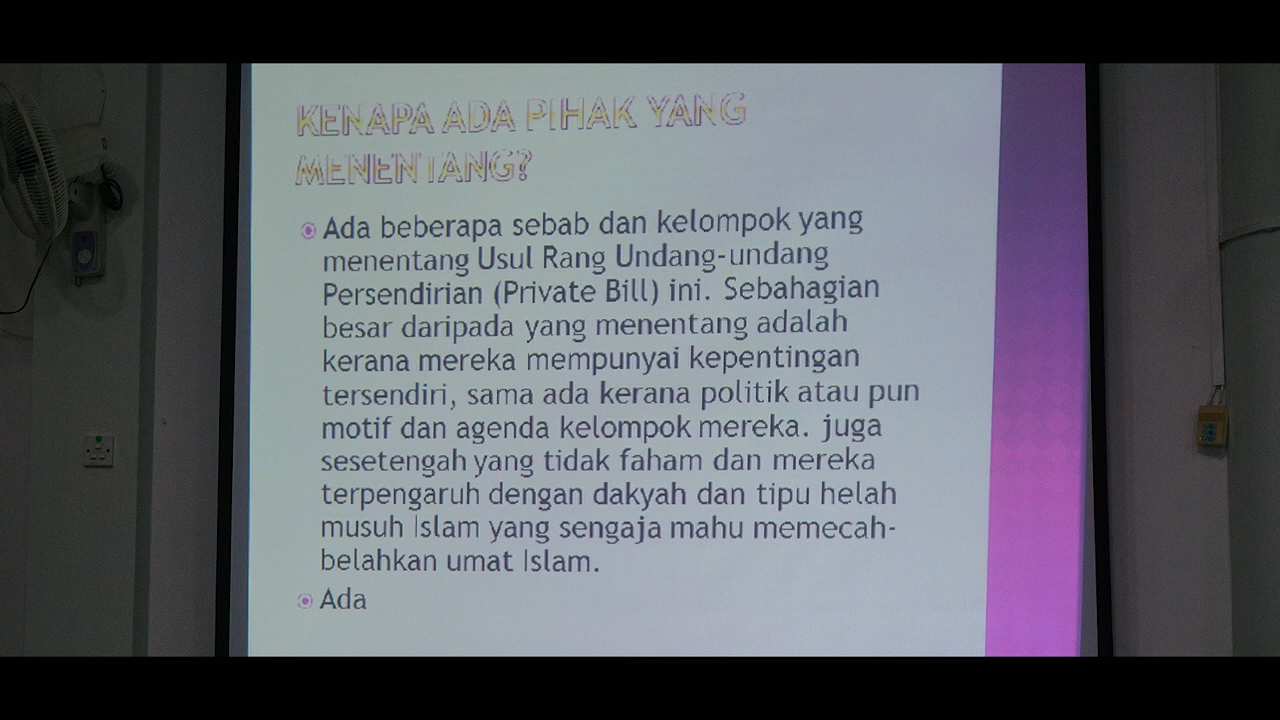 KENAPA ADA PIHAK YANG
MENENTANG?
Ada beberapa sebab dan kelompok yang
menentang Usul Rang Undang-undang
Persendirian (Private Bill) ini. Sebahagian
besar daripada yang menentang adalah
kerana mereka mempunyai kepentingan
tersendiri, sama ada kerana politik atau pun
motif dan agenda kelompok mereka. juga
sesetengah yang tidak faham dan mereka
terpengaruh dengan dakyah dan tipu helah
musuh Islam yang sengaja mahu memecah-
belahkan umat Islam.
Ada